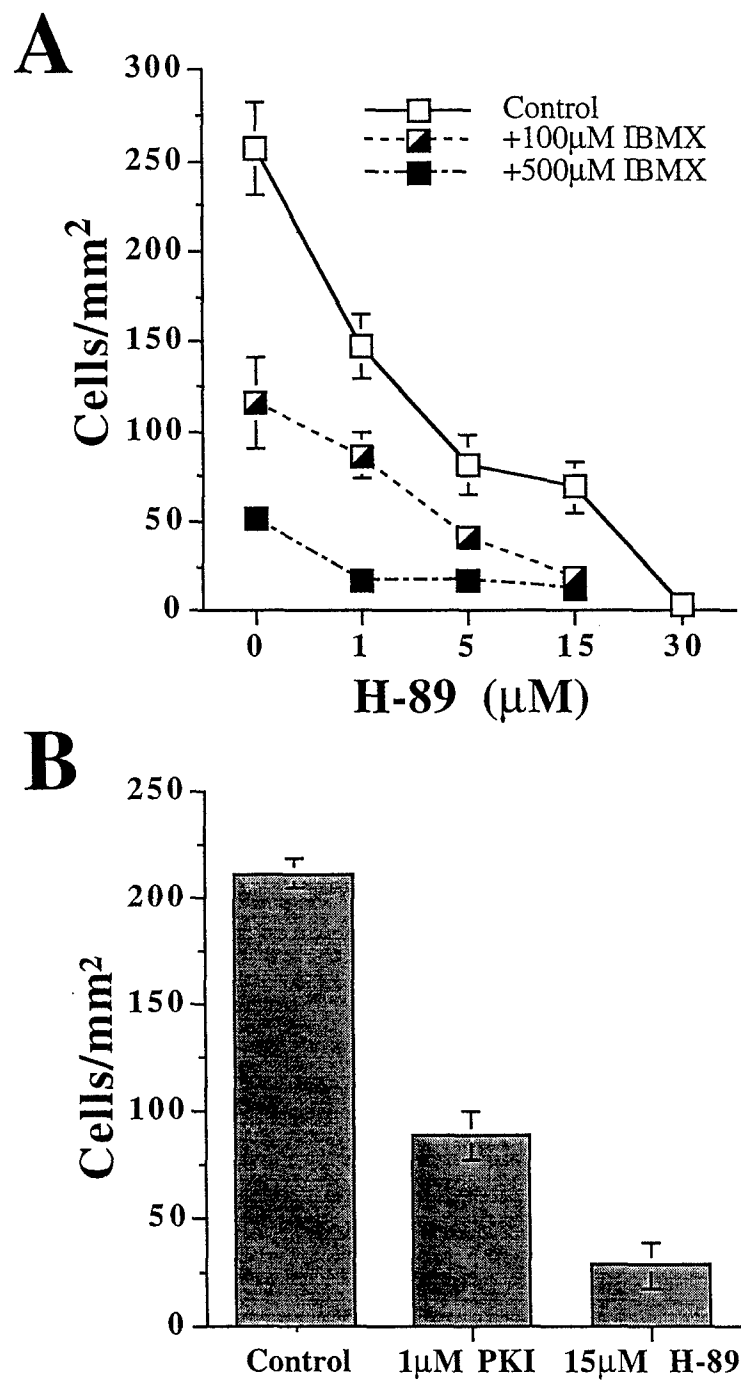 A
300
250
200
150
100
50
0
Cells/mm²
Control
+100µM IBMX
+500µM IBMX
0 1 5 15 30
H-89 (µM)
B
250
200
150
100
50
0
Cells/mm²
Control 1µM PKI 15µM H-89